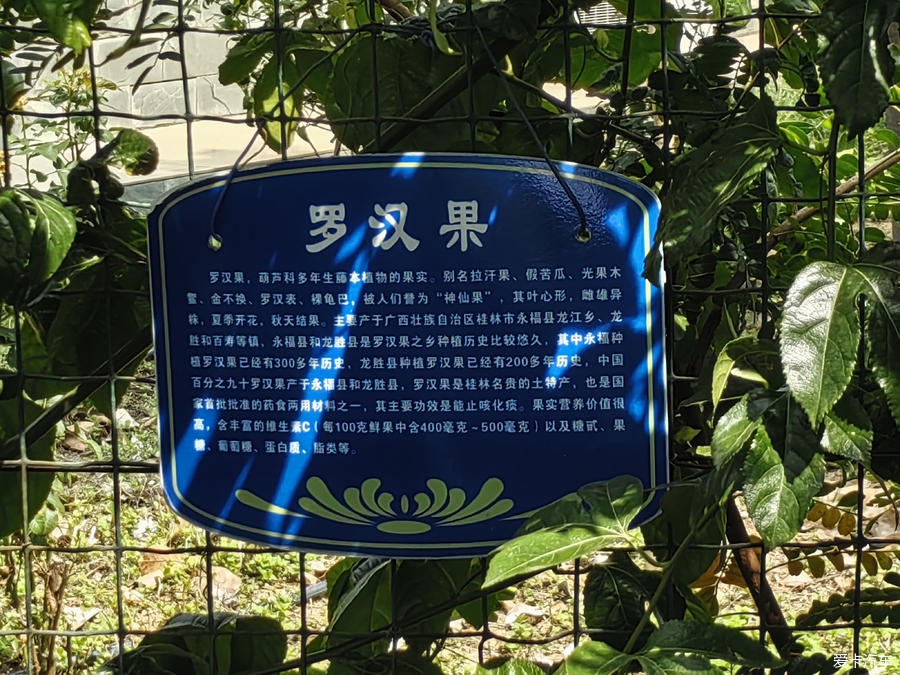 罗汉果
罗汉果，葫芦科多年生藤本植物的果实。别名拉汗果、假苦瓜、光果木
鳖、金不换、罗汉表、裸龟巴，被人们誉为“神仙果”，其叶心形，雌雄异
株，夏季开花，秋天结果。主要产于广西壮族自治区桂林市永福县龙江乡、龙
胜和百寿等镇，永福县和龙胜县是罗汉果之乡种植历史比较悠久，其中永福种
植罗汉果已经有300多年历史，龙胜县种植罗汉果已经有200多年历史，中国
百分之九十罗汉果产于永福县和龙胜县，罗汉果是桂林名贵的土特产，也是国
家首批批准的药食两用材料之一，其主要功效是能止咳化痰。果实营养价值很
高，含丰富的维生素C（每100克鲜果中含400毫克～500毫克）以及糖甙、果
糖、葡萄糖、蛋白质、脂类等。
爱卡汽车